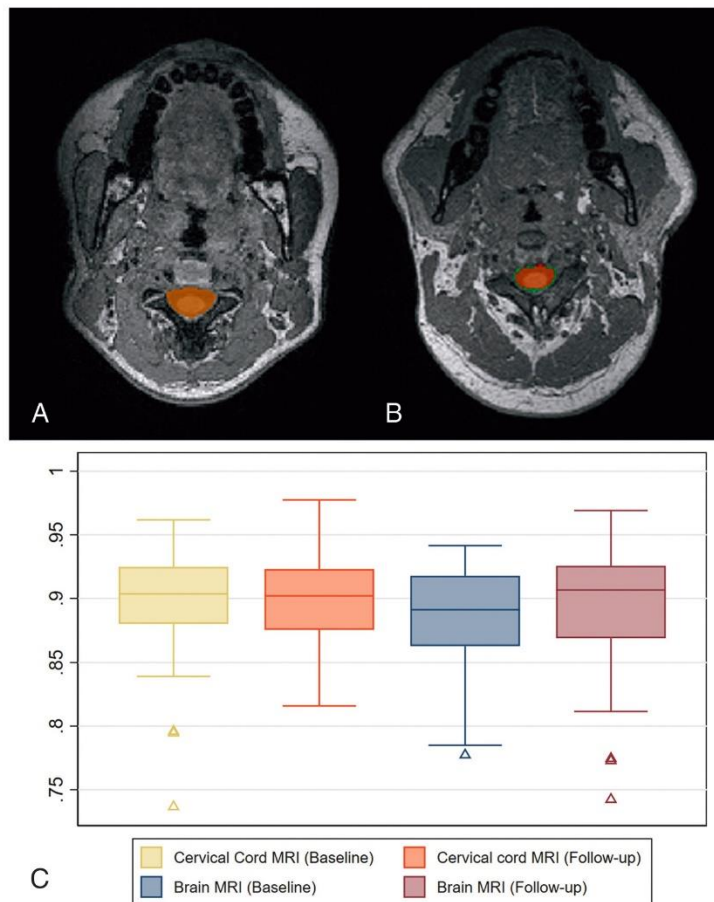 A
B
1
.95
.9
.85
.8
.75
Cervical Cord MRI (Baseline)
Cervical cord MRI (Follow-up)
Brain MRI (Baseline)
Brain MRI (Follow-up)
C